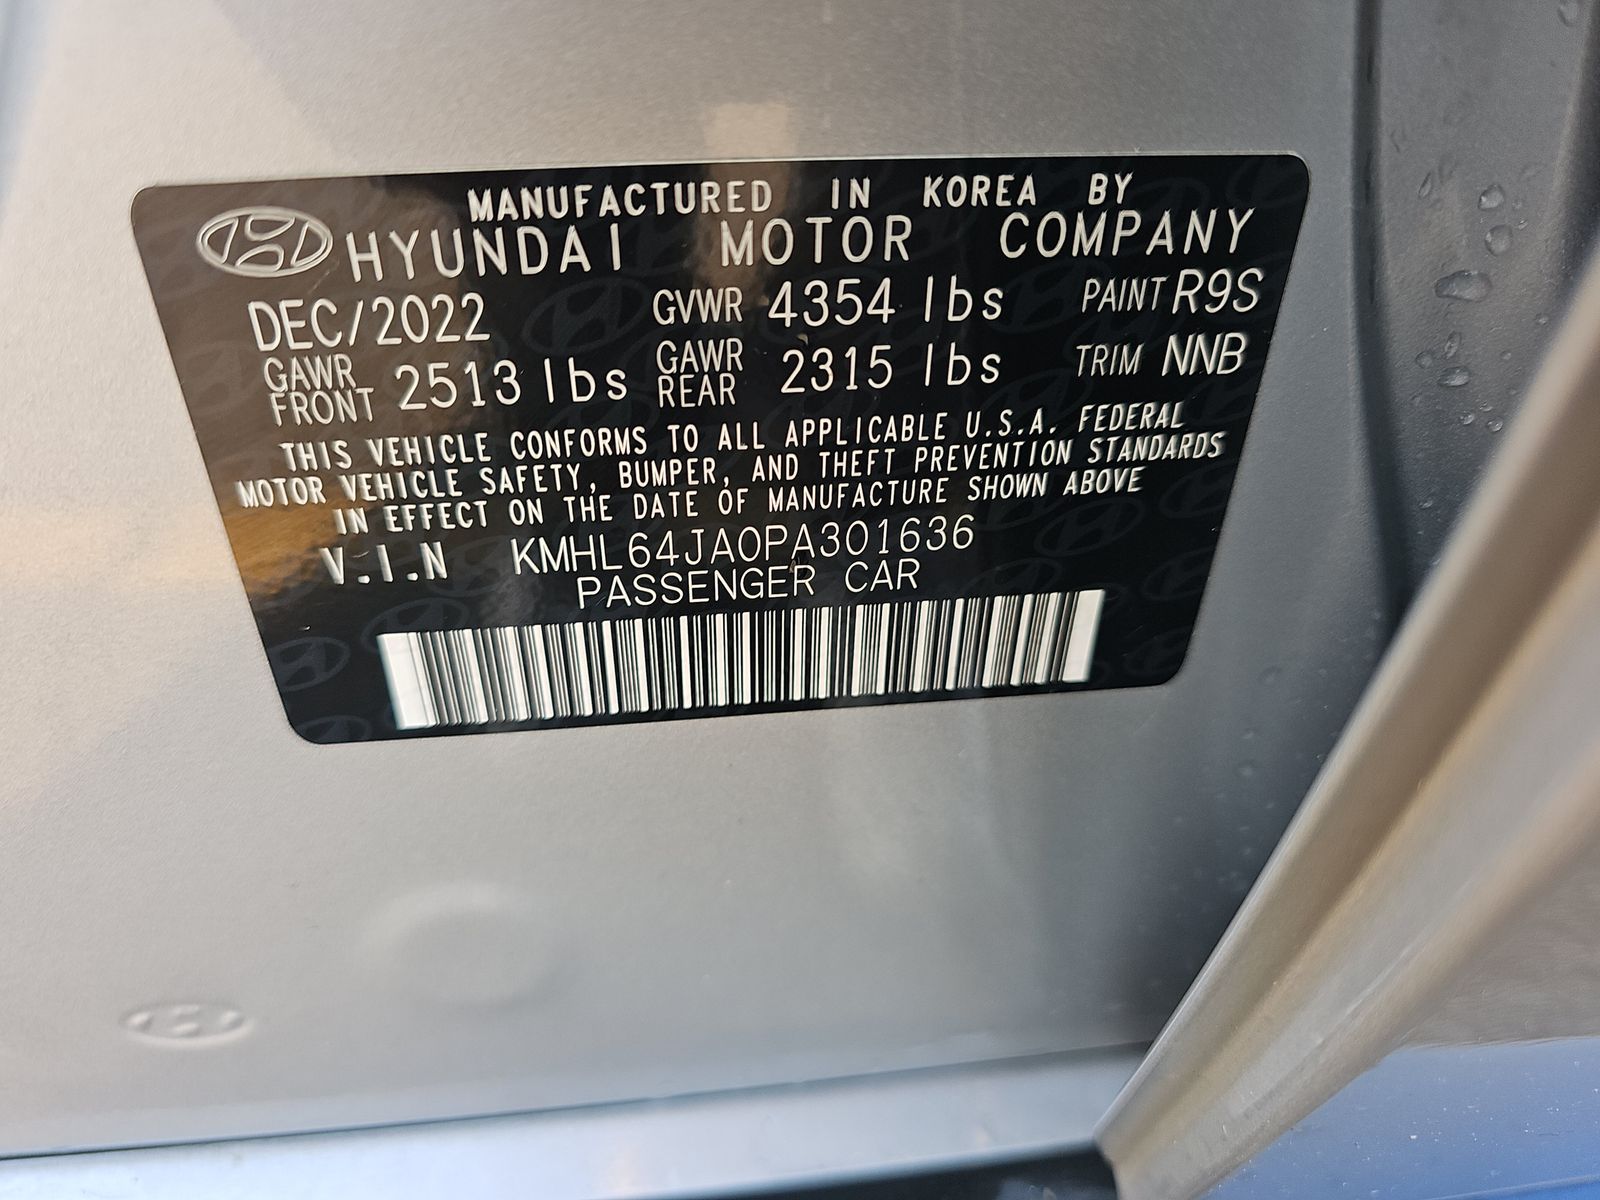 MANUFACTURED IN KOREA BY
HYUNDAI MOTOR COMPANY
DEC/2022 GVWR 4354 lbs PAINT R9S
GAWR FRONT 2513 lbs GAWR REAR 2315 lbs TRIM NNB
THIS VEHICLE CONFORMS TO ALL APPLICABLE U.S.A. FEDERAL
MOTOR VEHICLE SAFETY, BUMPER, AND THEFT PREVENTION STANDARDS
IN EFFECT ON THE DATE OF MANUFACTURE SHOWN ABOVE
V.I.N KMHL64JA0PA301636
PASSENGER CAR